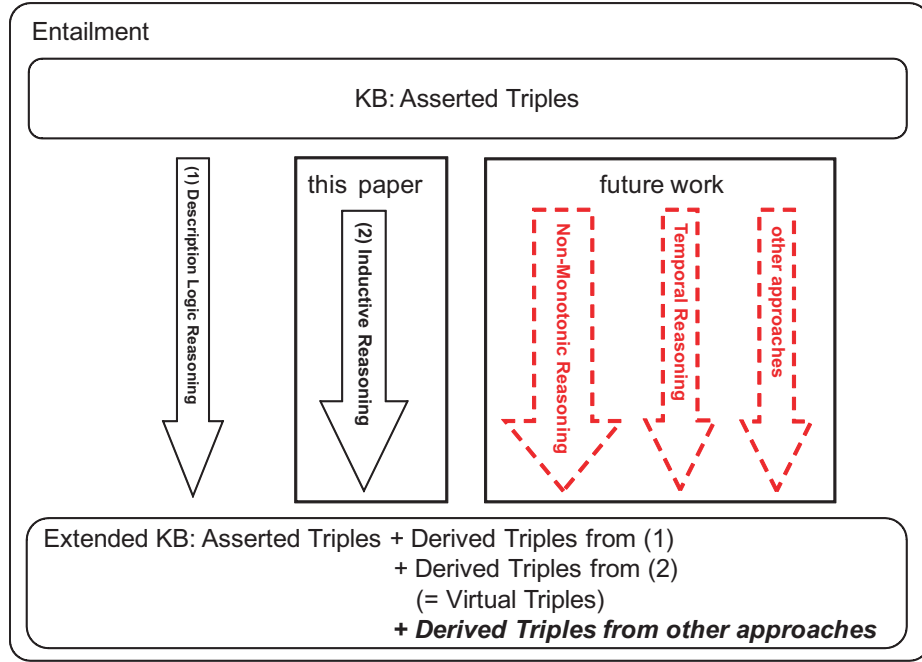 Entailment
KB: Asserted Triples
(1) Description Logic Reasoning
this paper
(2) Inductive Reasoning
future work
Non-Monotonic Reasoning
Temporal Reasoning
other approaches
Extended KB: Asserted Triples + Derived Triples from (1)
+ Derived Triples from (2)
(= Virtual Triples)
+ Derived Triples from other approaches